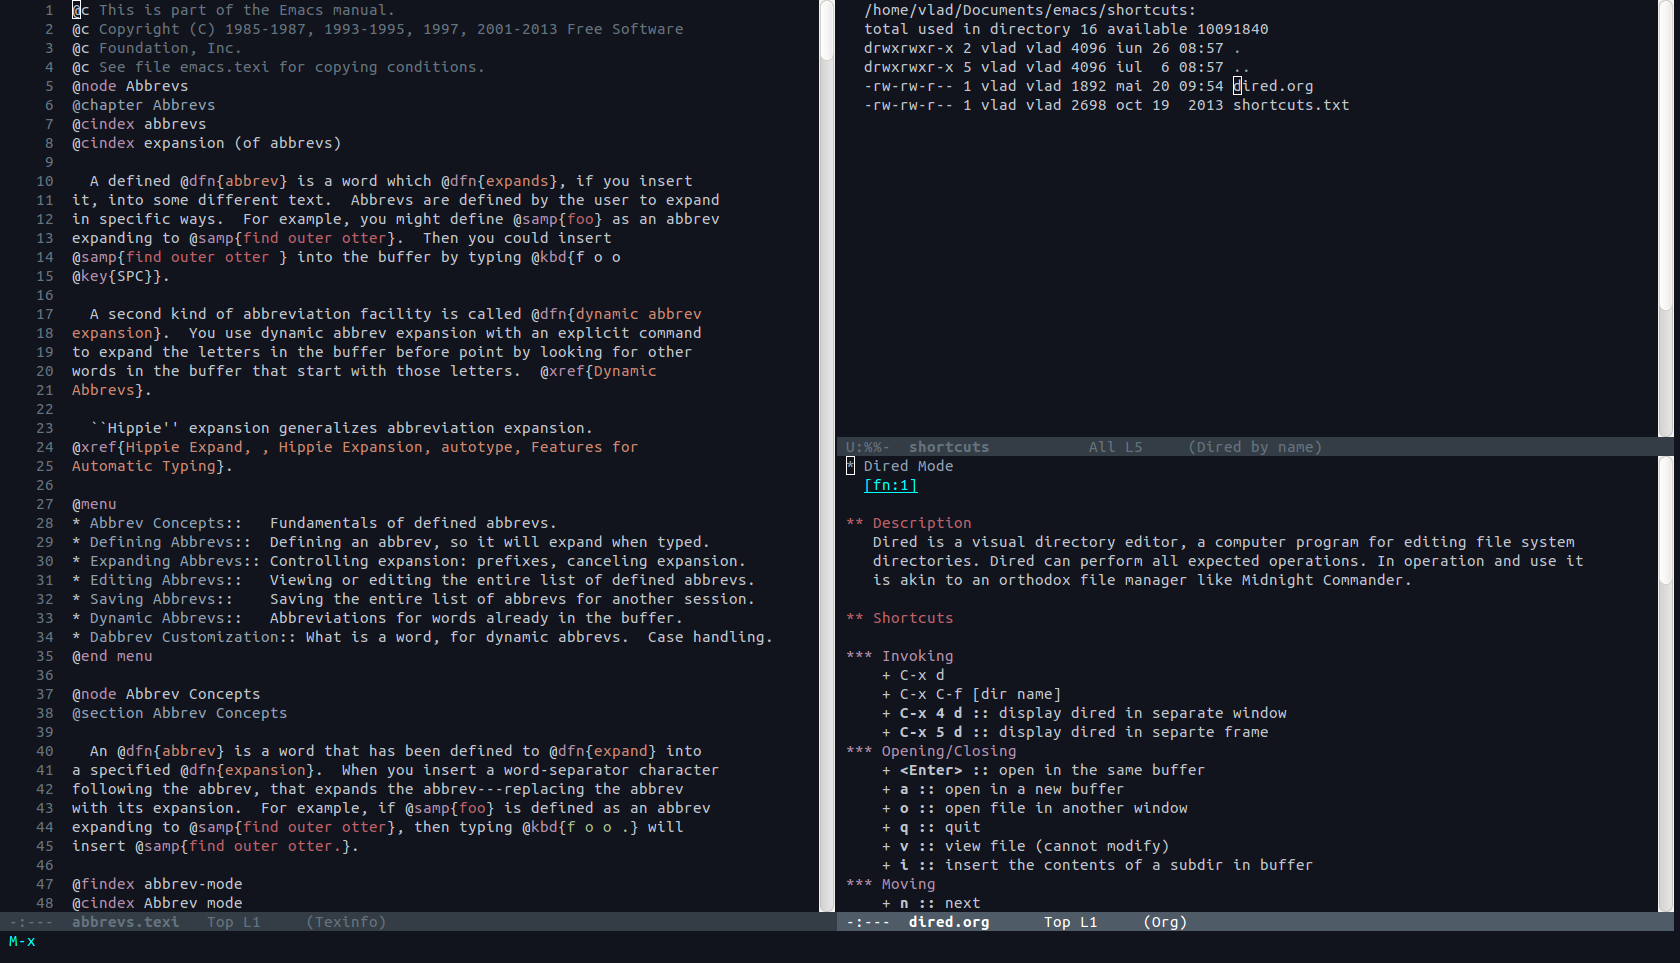 1 @c This is part of the Emacs manual.
2 @c Copyright (C) 1985-1987, 1993-1995, 1997, 2001-2013 Free Software
3 @c Foundation, Inc.
4 @c See file emacs.texi for copying conditions.
5 @node Abbrevs
6 @chapter Abbrevs
7 @cindex abbrevs
8 @cindex expansion (of abbrevs)
9
10   A defined @dfn{abbrev} is a word which @dfn{expands}, if you insert
11 it, into some different text.  Abbrevs are defined by the user to expand
12 in specific ways.  For example, you might define @samp{foo} as an abbrev
13 expanding to @samp{find outer otter}.  Then you could insert
14 @samp{find outer otter } into the buffer by typing @kbd{f o o
15 @key{SPC}}.
16
17   A second kind of abbreviation facility is called @dfn{dynamic abbrev
18 expansion}.  You use dynamic abbrev expansion with an explicit command
19 to expand the letters in the buffer before point by looking for other
20 words in the buffer that start with those letters.  @xref{Dynamic
21 Abbrevs}.
22
23   ``Hippie'' expansion generalizes abbreviation expansion.
24 @xref{Hippie Expand, , Hippie Expansion, autotype, Features for
25 Automatic Typing}.
26
27 @menu
28 * Abbrev Concepts::   Fundamentals of defined abbrevs.
29 * Defining Abbrevs::  Defining an abbrev, so it will expand when typed.
30 * Expanding Abbrevs:: Controlling expansion: prefixes, canceling expansion.
31 * Editing Abbrevs::   Viewing or editing the entire list of defined abbrevs.
32 * Saving Abbrevs::    Saving the entire list of abbrevs for another session.
33 * Dynamic Abbrevs::   Abbreviations for words already in the buffer.
34 * Dabbrev Customization:: What is a word, for dynamic abbrevs.  Case handling.
35 @end menu
36
37 @node Abbrev Concepts
38 @section Abbrev Concepts
39
40   An @dfn{abbrev} is a word that has been defined to @dfn{expand} into
41 a specified @dfn{expansion}.  When you insert a word-separator character
42 following the abbrev, that expands the abbrev---replacing the abbrev
43 with its expansion.  For example, if @samp{foo} is defined as an abbrev
44 expanding to @samp{find outer otter}, then typing @kbd{f o o .} will
45 insert @samp{find outer otter.}.
46
47 @findex abbrev-mode
48 @cindex Abbrev mode
-:---  abbrevs.texi   Top L1     (Texinfo)
/home/vlad/Documents/emacs/shortcuts:
total used in directory 16 available 10091840
drwxrwxr-x 2 vlad vlad 4096 iun 26 08:57 .
drwxrwxr-x 5 vlad vlad 4096 iul  6 08:57 ..
-rw-rw-r-- 1 vlad vlad 1892 mai 20 09:54 dired.org
-rw-rw-r-- 1 vlad vlad 2698 oct 19  2013 shortcuts.txt
U:%%-  shortcuts           All L5     (Dired by name)
* Dired Mode
[fn:1]
** Description
Dired is a visual directory editor, a computer program for editing file system
directories. Dired can perform all expected operations. In operation and use it
is akin to an orthodox file manager like Midnight Commander.
** Shortcuts
*** Invoking
+ C-x d
+ C-x C-f [dir name]
+ C-x 4 d :: display dired in separate window
+ C-x 5 d :: display dired in separte frame
*** Opening/Closing
+ <Enter> :: open in the same buffer
+ a :: open in a new buffer
+ o :: open file in another window
+ q :: quit
+ v :: view file (cannot modify)
+ i :: insert the contents of a subdir in buffer
*** Moving
+ n :: next
-:---  dired.org      Top L1     (Org)
M-x